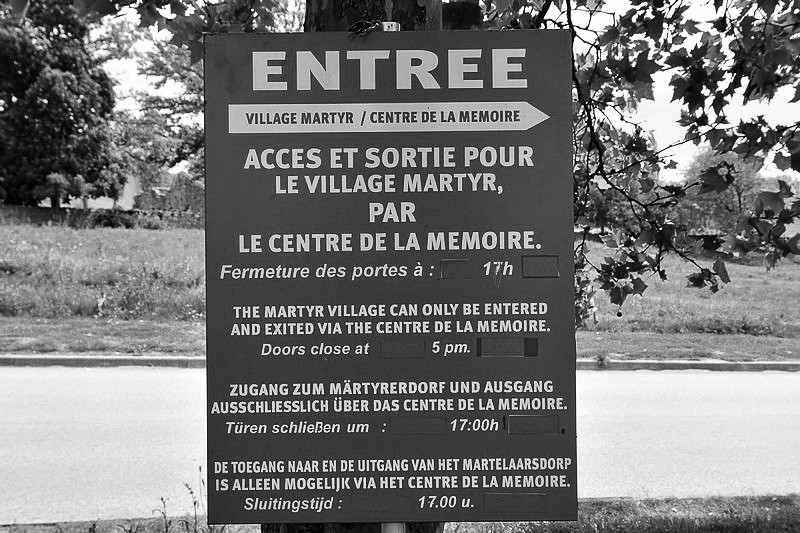 ENTREE
VILLAGE MARTYR / CENTRE DE LA MEMOIRE
ACCES ET SORTIE POUR
LE VILLAGE MARTYR,
PAR
LE CENTRE DE LA MEMOIRE.
Fermeture des portes à : 17h
THE MARTYR VILLAGE CAN ONLY BE ENTERED
AND EXITED VIA THE CENTRE DE LA MEMOIRE.
Doors close at 5 pm.
ZUGANG ZUM MÄRTYRERDORF UND AUSGANG
AUSSCHLIESSLICH ÜBER DAS CENTRE DE LA MEMOIRE.
Türen schließen um : 17:00h
DE TOEGANG NAAR EN DE UITGANG VAN HET MARTELAARSDORP
IS ALLEEN MOGELIJK VIA HET CENTRE DE LA MEMOIRE.
Sluitingstijd : 17.00 u.